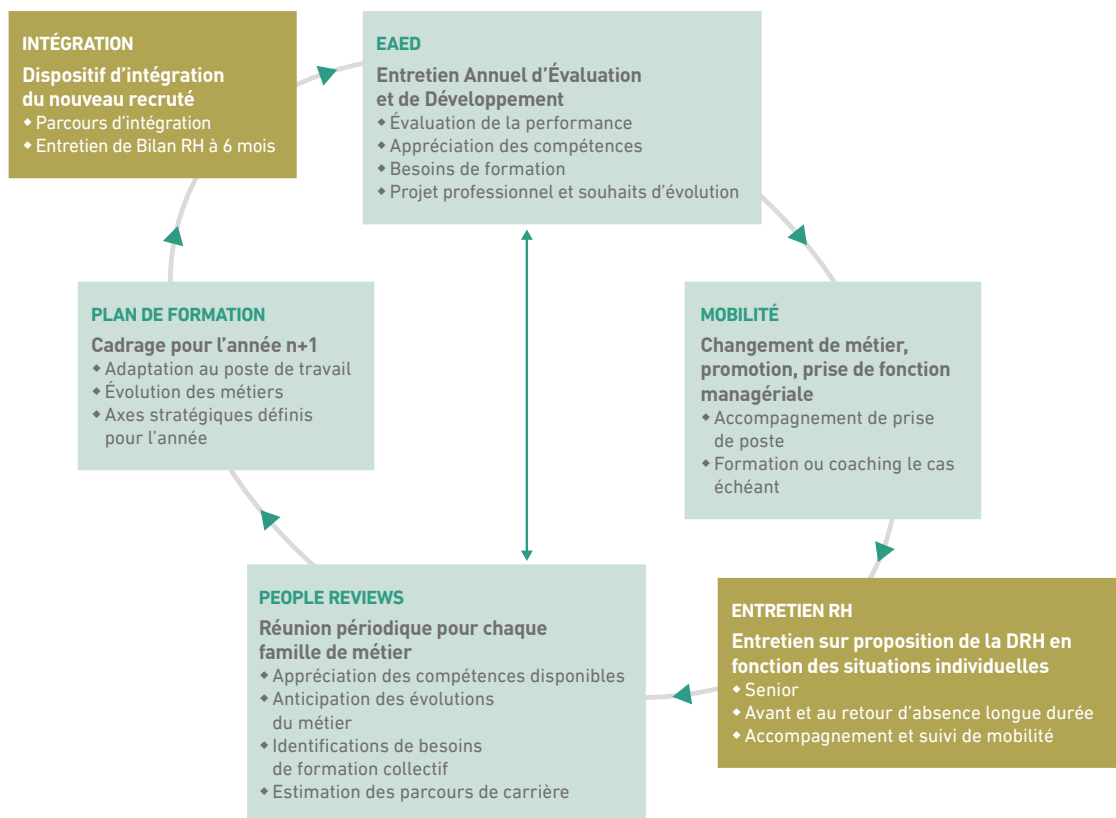 INTÉGRATION
Dispositif d'intégration
du nouveau recruté
◆ Parcours d'intégration
◆ Entretien de Bilan RH à 6 mois
EAED
Entretien Annuel d'Évaluation
et de Développement
◆ Évaluation de la performance
◆ Appréciation des compétences
◆ Besoins de formation
◆ Projet professionnel et souhaits d'évolution
PLAN DE FORMATION
Cadrage pour l'année n+1
◆ Adaptation au poste de travail
◆ Évolution des métiers
◆ Axes stratégiques définis
pour l'année
MOBILITÉ
Changement de métier,
promotion, prise de fonction
managériale
◆ Accompagnement de prise
de poste
◆ Formation ou coaching le cas
échéant
PEOPLE REVIEWS
Réunion périodique pour chaque
famille de métier
◆ Appréciation des compétences disponibles
◆ Anticipation des évolutions
du métier
◆ Identifications de besoins
de formation collectif
◆ Estimation des parcours de carrière
ENTRETIEN RH
Entretien sur proposition de la DRH en
fonction des situations individuelles
◆ Senior
◆ Avant et au retour d'absence longue durée
◆ Accompagnement et suivi de mobilité